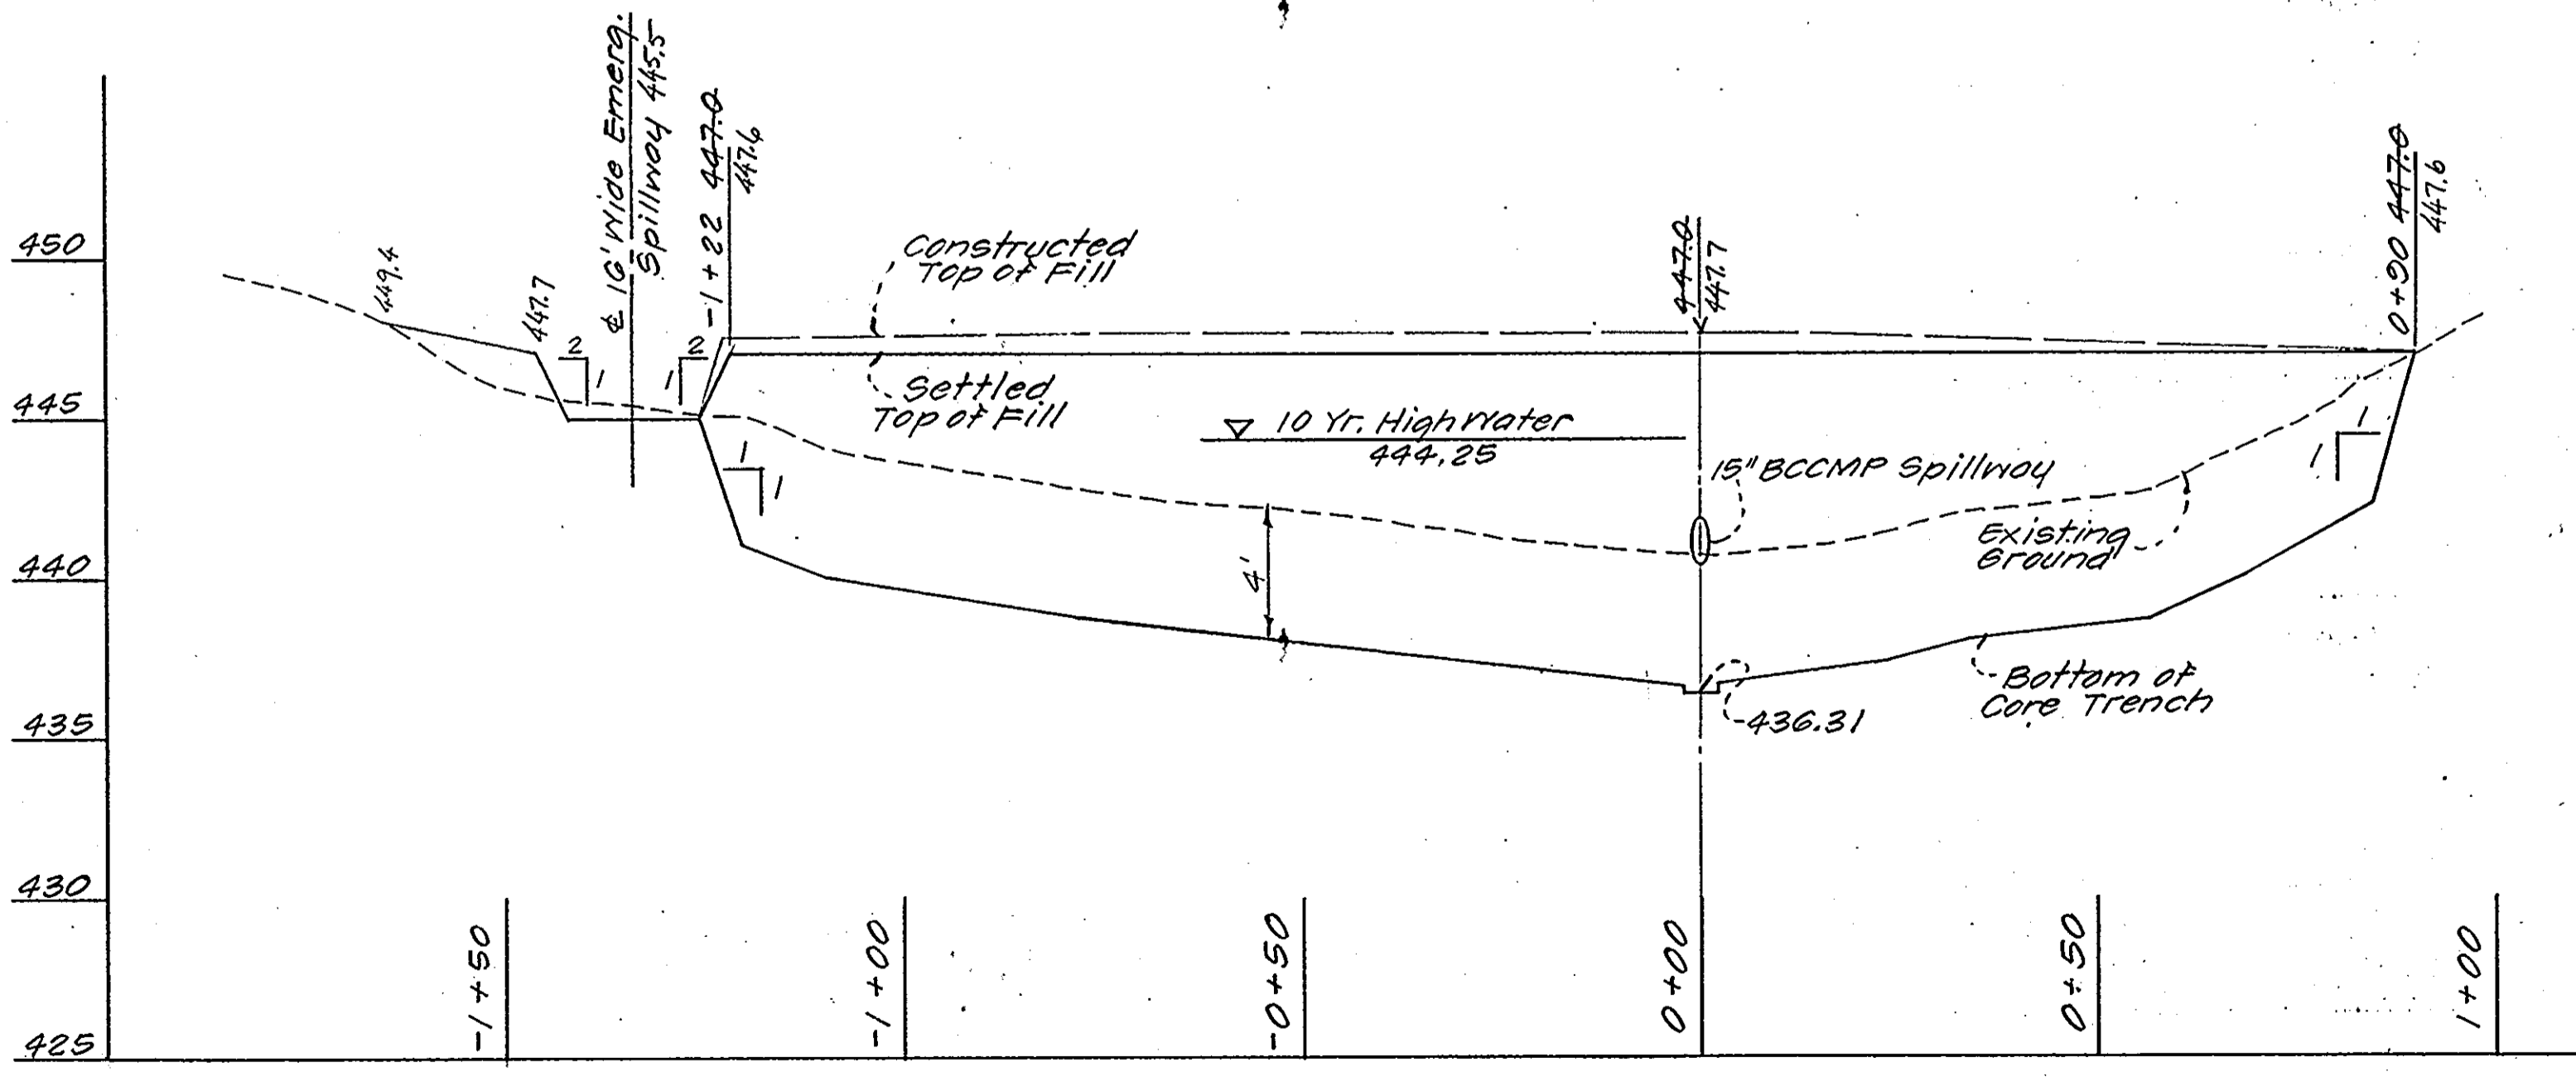 ℄ 16' Wide Emerg.
Spillway 445.5
-1+22 447.0
447.6
449.4
447.7
2
1
2
1
Constructed
Top of Fill
Settled
Top of Fill
447.0
447.7
0+90 447.0
447.6
10 Yr. High Water
444.25
15" BCCMP Spillway
Existing
Ground
1
1
1
1
4'
Bottom of
Core Trench
436.31
450
445
440
435
430
425
-1+50
-1+00
-0+50
0+00
0+50
1+00